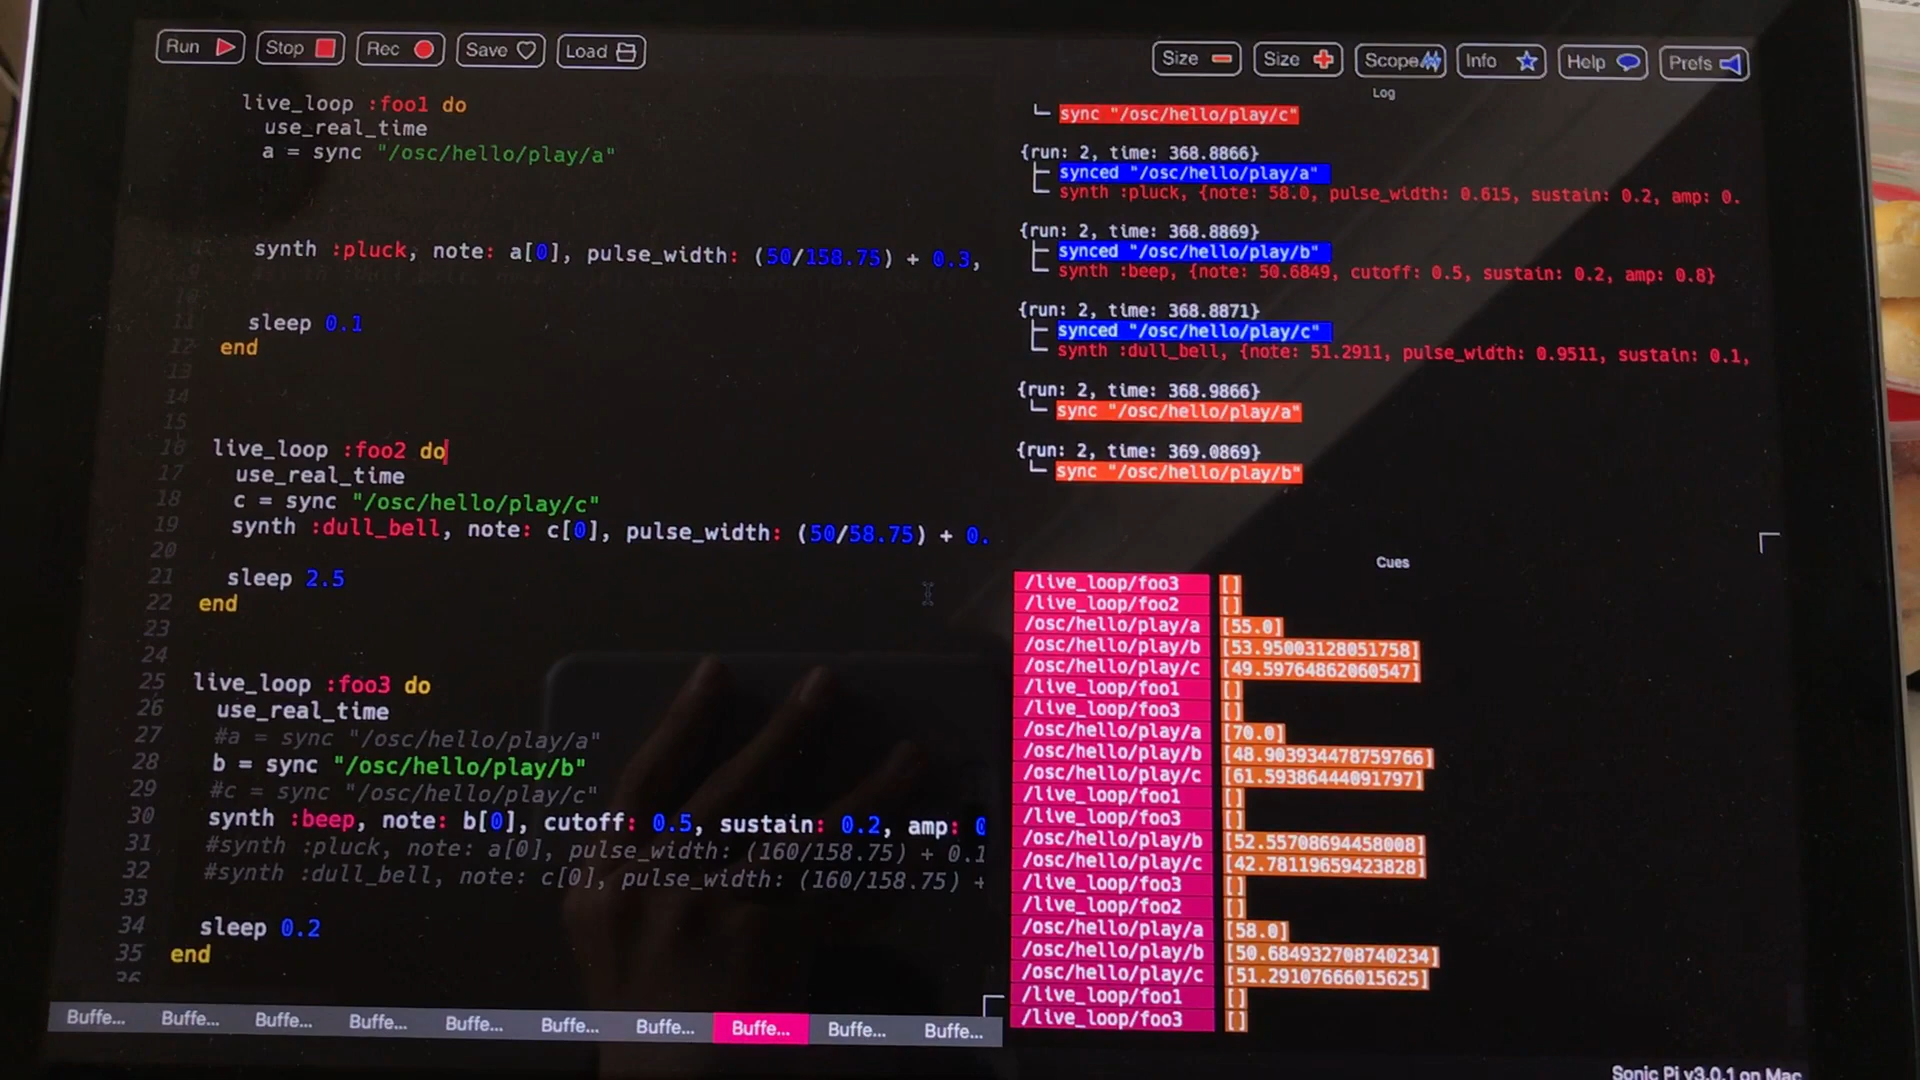 Run Stop Rec Save Load
Size Size Scope Info Help Prefs
live_loop :foo1 do
use_real_time
a = sync "/osc/hello/play/a"
synth :pluck, note: a[0], pulse_width: (50/158.75) + 0.3,
10
11 sleep 0.1
12 end
13
14
15
16 live_loop :foo2 do
17 use_real_time
18 c = sync "/osc/hello/play/c"
19 synth :dull_bell, note: c[0], pulse_width: (50/58.75) + 0.
20
21 sleep 2.5
22 end
23
24
25 live_loop :foo3 do
26 use_real_time
27 #a = sync "/osc/hello/play/a"
28 b = sync "/osc/hello/play/b"
29 #c = sync "/osc/hello/play/c"
30 synth :beep, note: b[0], cutoff: 0.5, sustain: 0.2, amp: 0
31 #synth :pluck, note: a[0], pulse_width: (160/158.75) + 0.1
32 #synth :dull_bell, note: c[0], pulse_width: (160/158.75) +
33
34 sleep 0.2
35 end
36
Buffe... Buffe... Buffe... Buffe... Buffe... Buffe... Buffe... Buffe... Buffe... Buffe...
Log
sync "/osc/hello/play/c"
{run: 2, time: 368.8866}
synced "/osc/hello/play/a"
synth :pluck, {note: 58.0, pulse_width: 0.615, sustain: 0.2, amp: 0.
{run: 2, time: 368.8869}
synced "/osc/hello/play/b"
synth :beep, {note: 50.6849, cutoff: 0.5, sustain: 0.2, amp: 0.8}
{run: 2, time: 368.8871}
synced "/osc/hello/play/c"
synth :dull_bell, {note: 51.2911, pulse_width: 0.9511, sustain: 0.1,
{run: 2, time: 368.9866}
sync "/osc/hello/play/a"
{run: 2, time: 369.0869}
sync "/osc/hello/play/b"
Cues
/live_loop/foo3 []
/live_loop/foo2 []
/osc/hello/play/a [55.0]
/osc/hello/play/b [53.95003128051758]
/osc/hello/play/c [49.59764862060547]
/live_loop/foo1 []
/live_loop/foo3 []
/osc/hello/play/a [70.0]
/osc/hello/play/b [48.903934478759766]
/osc/hello/play/c [61.59386444091797]
/live_loop/foo1 []
/live_loop/foo3 []
/osc/hello/play/b [52.55708694458008]
/osc/hello/play/c [42.78119659423828]
/live_loop/foo3 []
/live_loop/foo2 []
/osc/hello/play/a [58.0]
/osc/hello/play/b [50.684932708740234]
/osc/hello/play/c [51.29107666015625]
/live_loop/foo1 []
/live_loop/foo3 []
Sonic Pi v3.0.1 on Mac